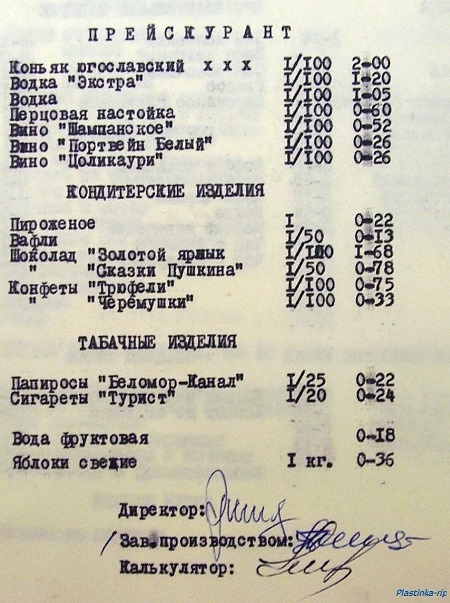 ПРЕЙСКУРАНТ
Коньяк югославский х х х I/I00 2-00
Водка "Экстра" I/I00 I-20
Водка I/I00 I-05
Перцовая настойка I/I00 0-60
Вино "Шампанское" I/I00 0-52
Вино "Портвейн Белый" I/I00 0-26
Вино "Цоликаури" I/I00 0-26
КОНДИТЕРСКИЕ ИЗДЕЛИЯ
Пироженое I 0-22
Вафли I/50 0-I3
Шоколад "Золотой ярлык I/I00 I-68
" "Сказки Пушкина" I/50 0-78
Конфеты "Трюфели" I/I00 0-75
" "Черёмушки" I/I00 0-33
ТАБАЧНЫЕ ИЗДЕЛИЯ
Папиросы "Беломор-Канал" I/25 0-22
Сигареты "Турист" I/20 0-24
Вода фруктовая 0-I8
Яблоки свежие I кг. 0-36
Директор:
Зав.производством:
Калькулятор:
Plastinka-rip